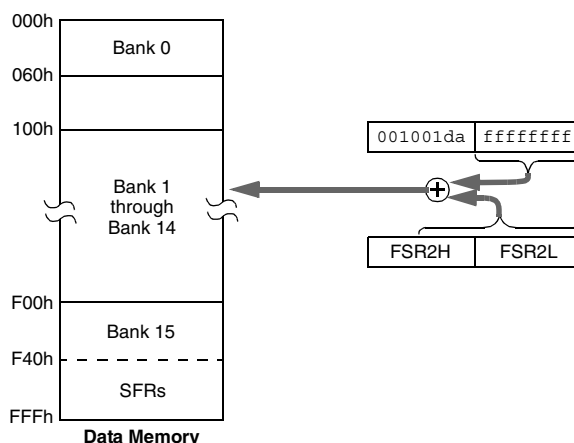 000h
Bank 0
060h
100h
001001da ffffffff
Bank 1
through
Bank 14
FSR2H FSR2L
F00h
Bank 15
F40h
SFRs
FFFh
Data Memory